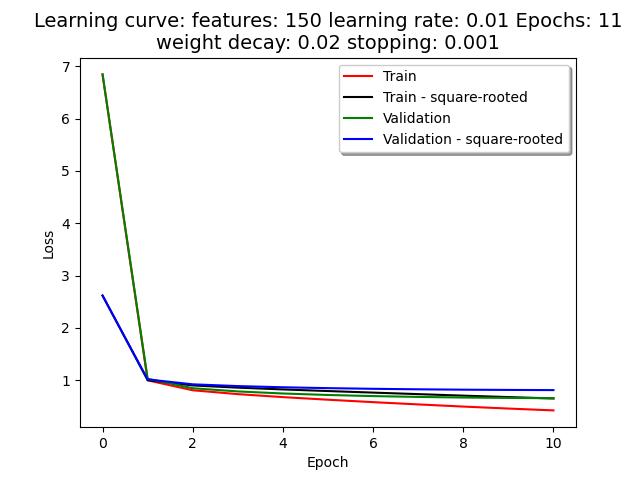 Learning curve: features: 150 learning rate: 0.01 Epochs: 11
weight decay: 0.02 stopping: 0.001
Train
Train - square-rooted
Validation
Validation - square-rooted
Loss
7
6
5
4
3
2
1
0 2 4 6 8 10
Epoch